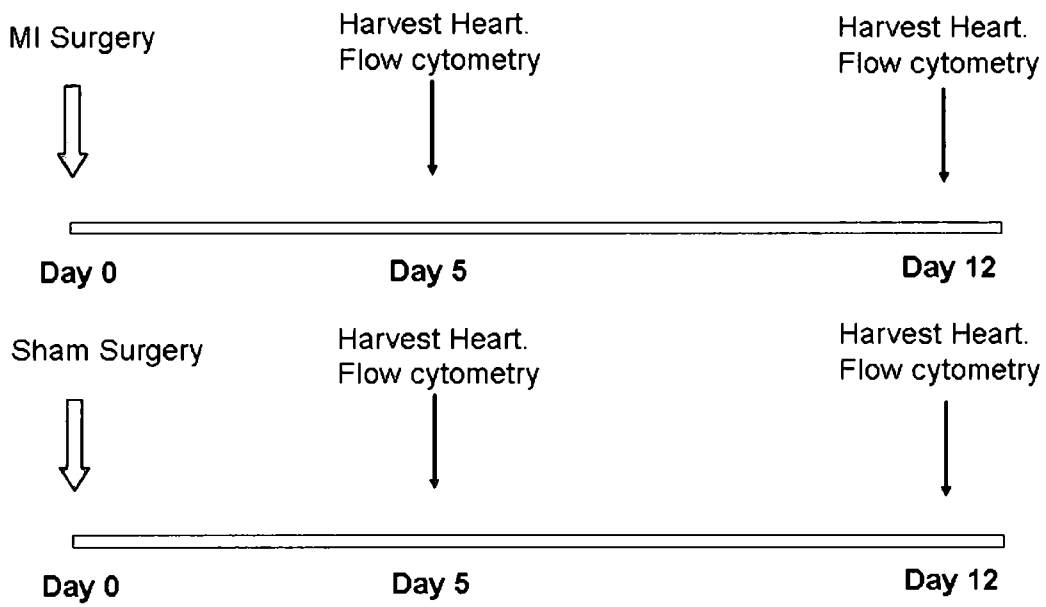 MI Surgery
Harvest Heart.
Flow cytometry
Harvest Heart.
Flow cytometry
Day 0
Day 5
Day 12
Sham Surgery
Harvest Heart.
Flow cytometry
Harvest Heart.
Flow cytometry
Day 0
Day 5
Day 12